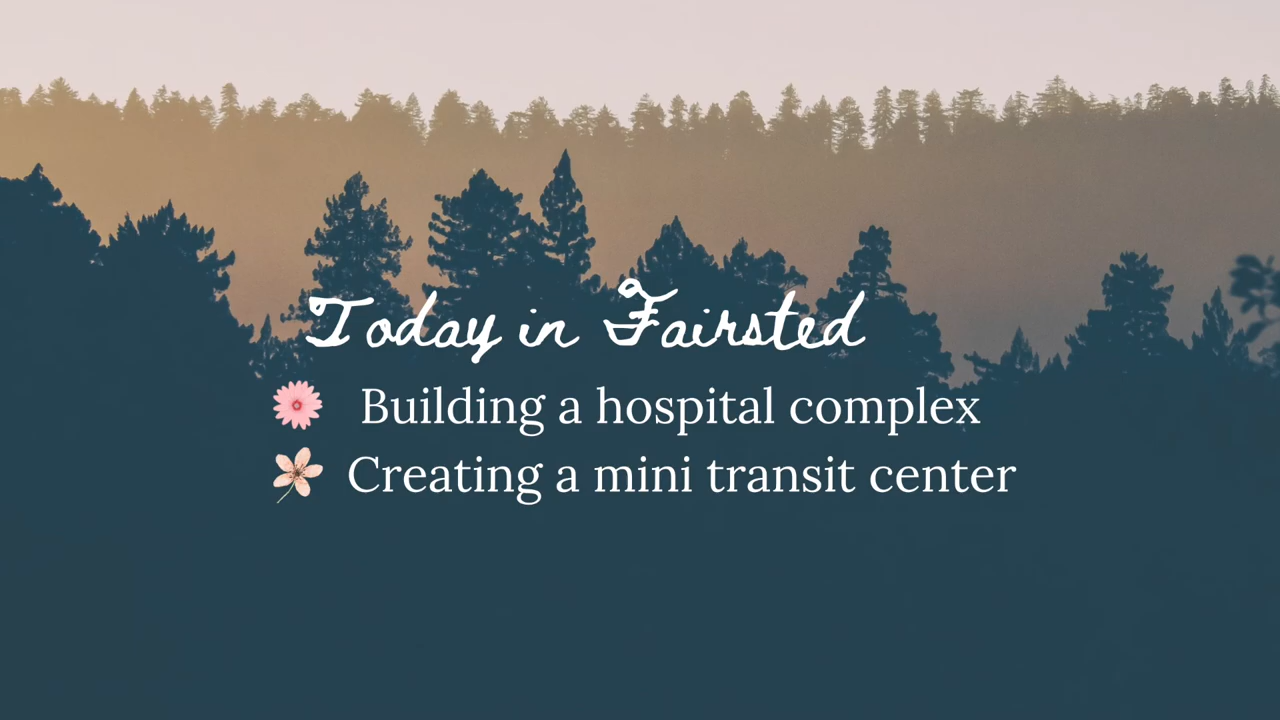 Today in Fairsted
Building a hospital complex
Creating a mini transit center